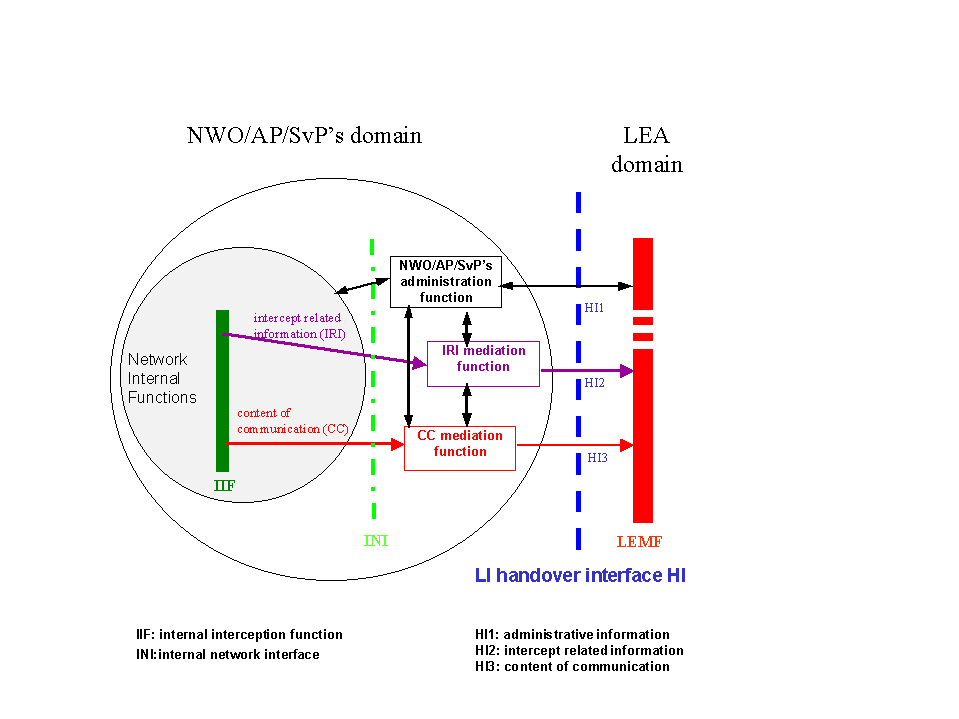 NWO/AP/SvP's domain
LEA
domain
NWO/AP/SvP's
administration
function
HI1
intercept related
information (IRI)
IRI mediation
function
Network
Internal
Functions
HI2
content of
communication (CC)
CC mediation
function
HI3
IIF
INI
LEMF
LI handover interface HI
IIF: internal interception function
INI:internal network interface
HI1: administrative information
HI2: intercept related information
HI3: content of communication